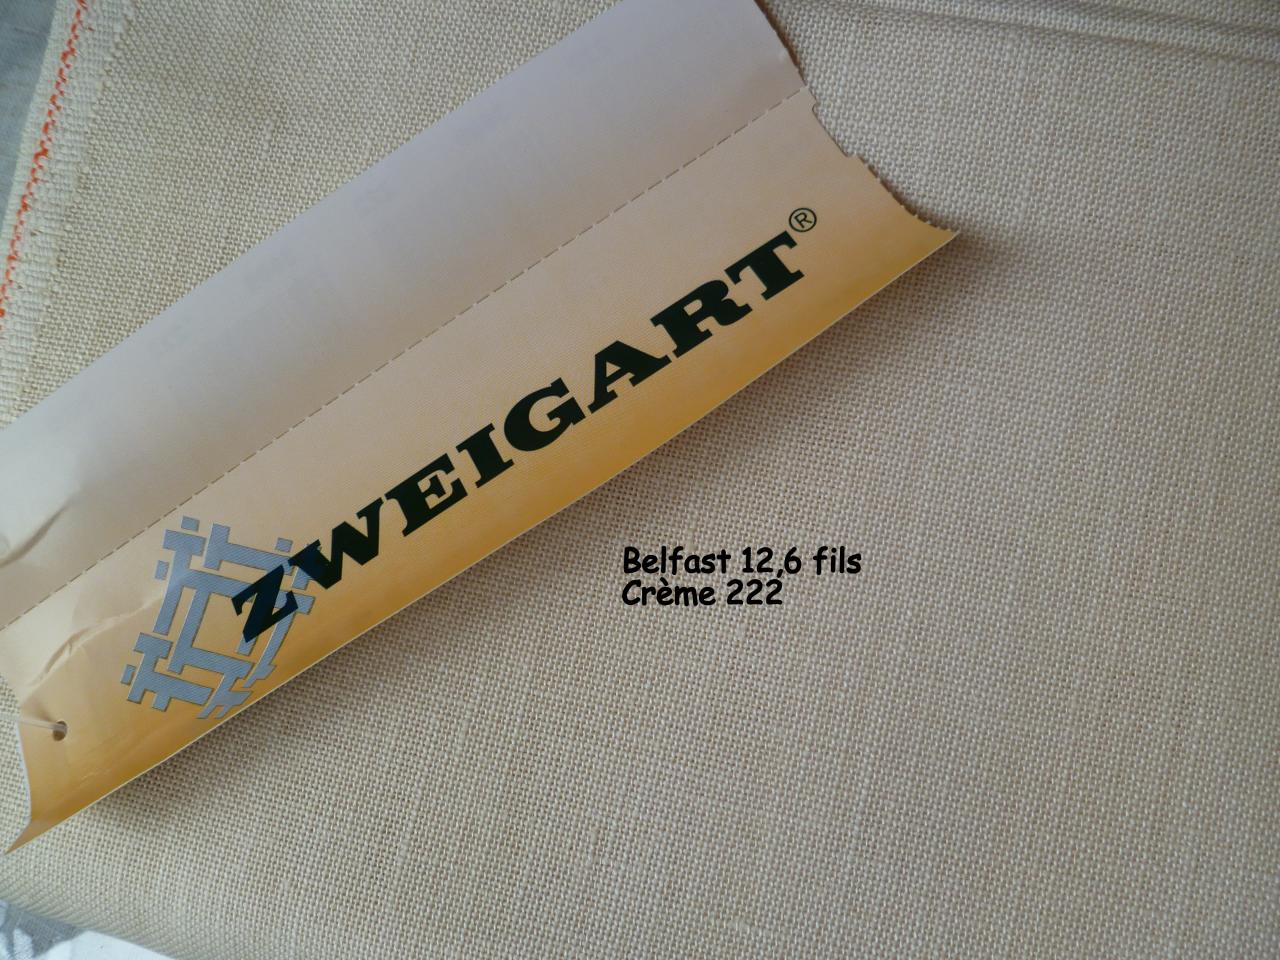 ZWEIGART®
Belfast 12,6 fils
Crème 222